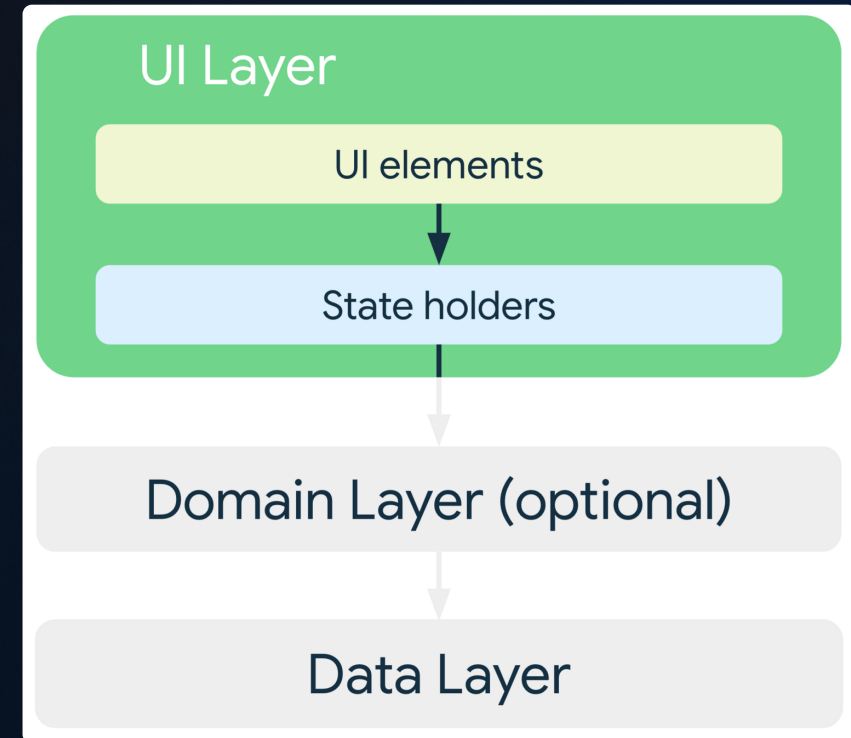 UI Layer
UI elements
State holders
Domain Layer (optional)
Data Layer